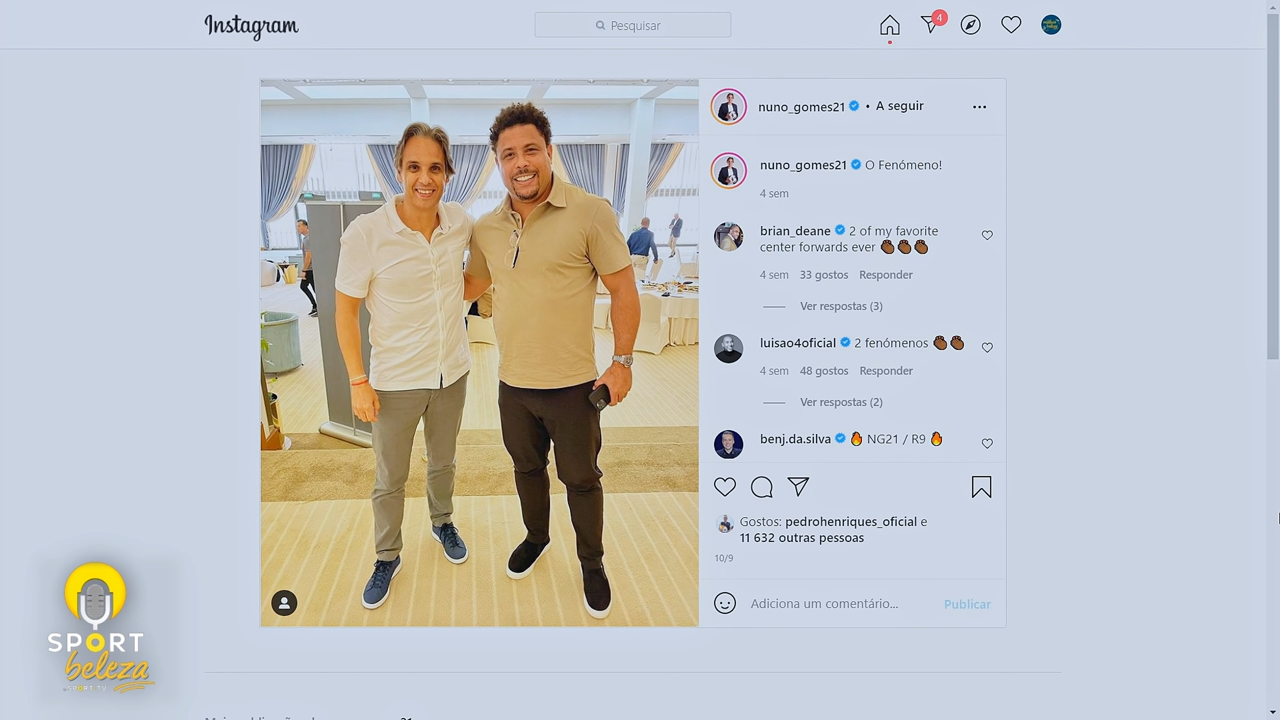 Instagram
Pesquisar
4
nuno_gomes21 • A seguir
nuno_gomes21 O Fenómeno!
4 sem
brian_deane 2 of my favorite
center forwards ever 👏🏾👏🏾👏🏾
4 sem 33 gostos Responder
Ver respostas (3)
luisao4oficial 2 fenómenos 👏🏾👏🏾
4 sem 48 gostos Responder
Ver respostas (2)
benj.da.silva 🔥 NG21 / R9 🔥
Gostos: pedrohenriques_oficial e
11 632 outras pessoas
10/9
Adiciona um comentário... Publicar
SPORT
beleza